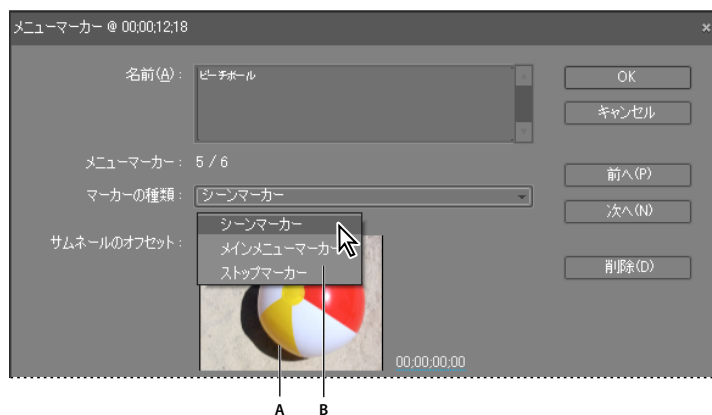 メニューマーカー @ 00;00;12;18
×
名前(A):
ビーチボール
OK
キャンセル
メニューマーカー: 5 / 6
前へ(P)
マーカーの種類: シーンマーカー
次へ(N)
シーンマーカー
サムネールのオフセット:
メインメニューマーカー
ストップマーカー
削除(D)
00;00;00;00
A B